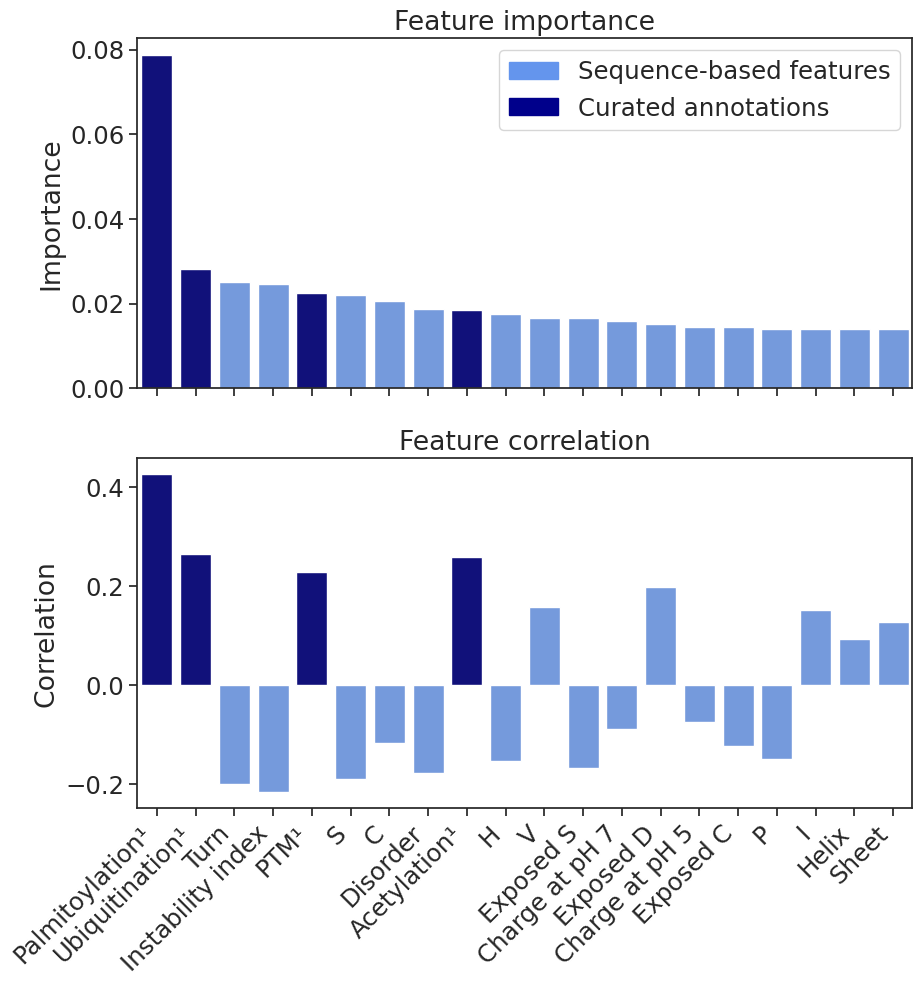 Feature importance
Importance
0.08
0.06
0.04
0.02
0.00
Sequence-based features
Curated annotations
Feature correlation
Correlation
0.4
0.2
0.0
−0.2
Palmitoylation¹
Ubiquitination¹
Turn
Instability index
PTM¹
S
C
Disorder
Acetylation¹
H
V
Exposed S
Charge at pH 7
Exposed D
Charge at pH 5
Exposed C
P
I
Helix
Sheet